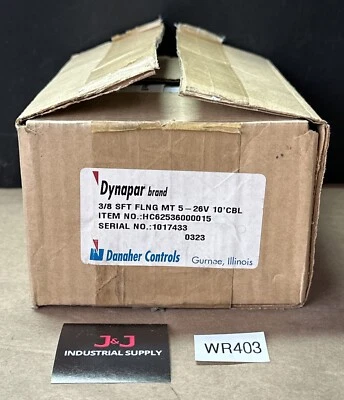 Dynapar brand
3/8 SFT FLNG MT 5-26V 10'CBL
ITEM NO.:HC62536000015
SERIAL NO.:1017433
0323
Danaher Controls Gurnee, Illinois
J&J
INDUSTRIAL SUPPLY
WR403